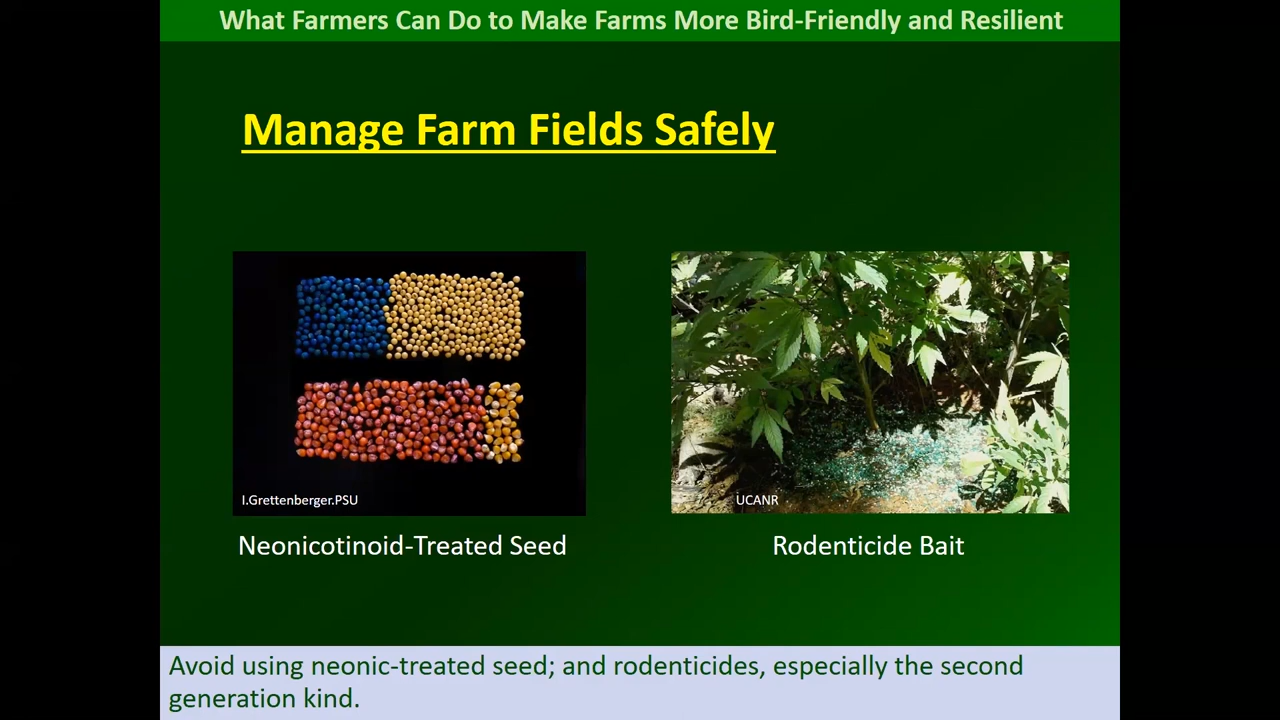 What Farmers Can Do to Make Farms More Bird-Friendly and Resilient
Manage Farm Fields Safely
I.Grettenberger.PSU
UCANR
Neonicotinoid-Treated Seed
Rodenticide Bait
Avoid using neonic-treated seed; and rodenticides, especially the second
generation kind.